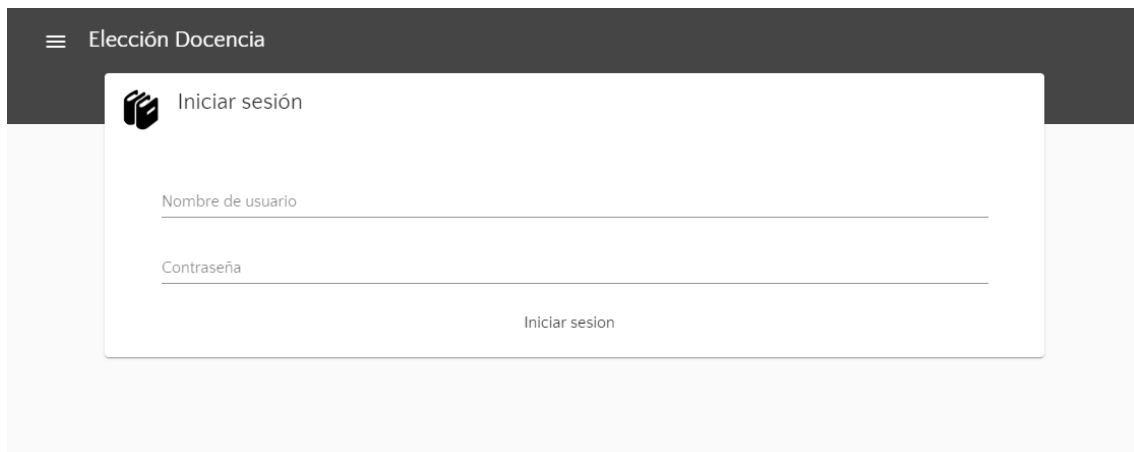 Elección Docencia
Iniciar sesión
Nombre de usuario
Contraseña
Iniciar sesion